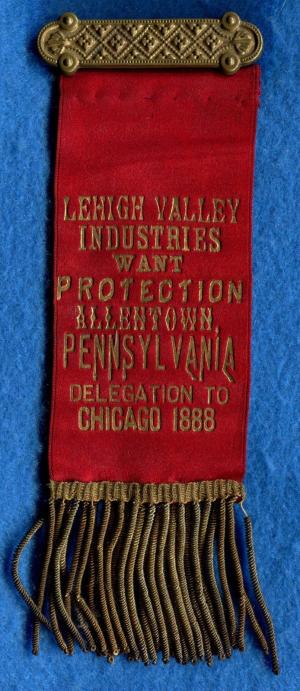 LEHIGH VALLEY
INDUSTRIES
WANT
PROTECTION
ALLENTOWN,
PENNSYLVANIA
DELEGATION TO
CHICAGO 1888